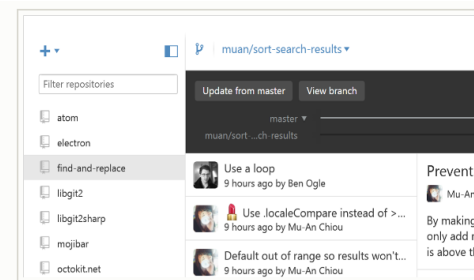 muan/sort-search-results
Filter repositories
atom
electron
find-and-replace
libgit2
libgit2sharp
mojibar
octokit.net
Update from master
View branch
master
muan/sort-...ch-results
Use a loop
9 hours ago by Ben Ogle
Use .localeCompare instead of >...
9 hours ago by Mu-An Chiou
Default out of range so results won't...
9 hours ago by Mu-An Chiou
Prevent
Mu-An
By making
only add
is above